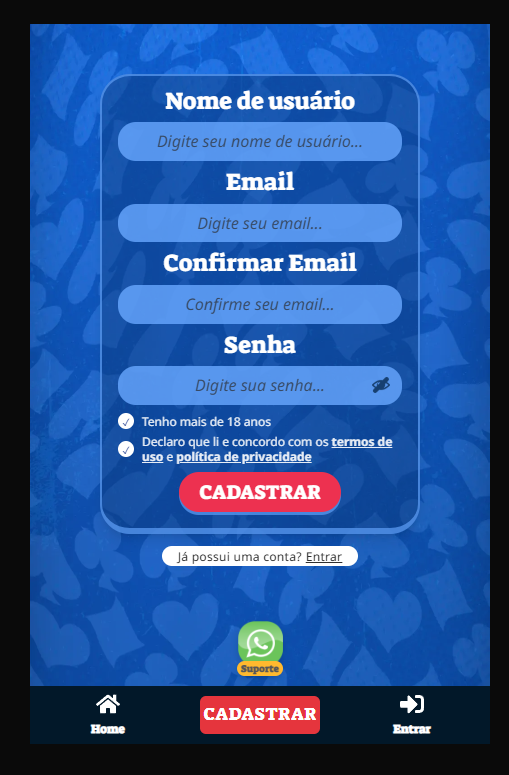 Nome de usuário
Digite seu nome de usuário...
Email
Digite seu email...
Confirmar Email
Confirme seu email...
Senha
Digite sua senha...
Tenho mais de 18 anos
Declaro que li e concordo com os termos de
uso e política de privacidade
CADASTRAR
Já possui uma conta? Entrar
Suporte
Home
CADASTRAR
Entrar